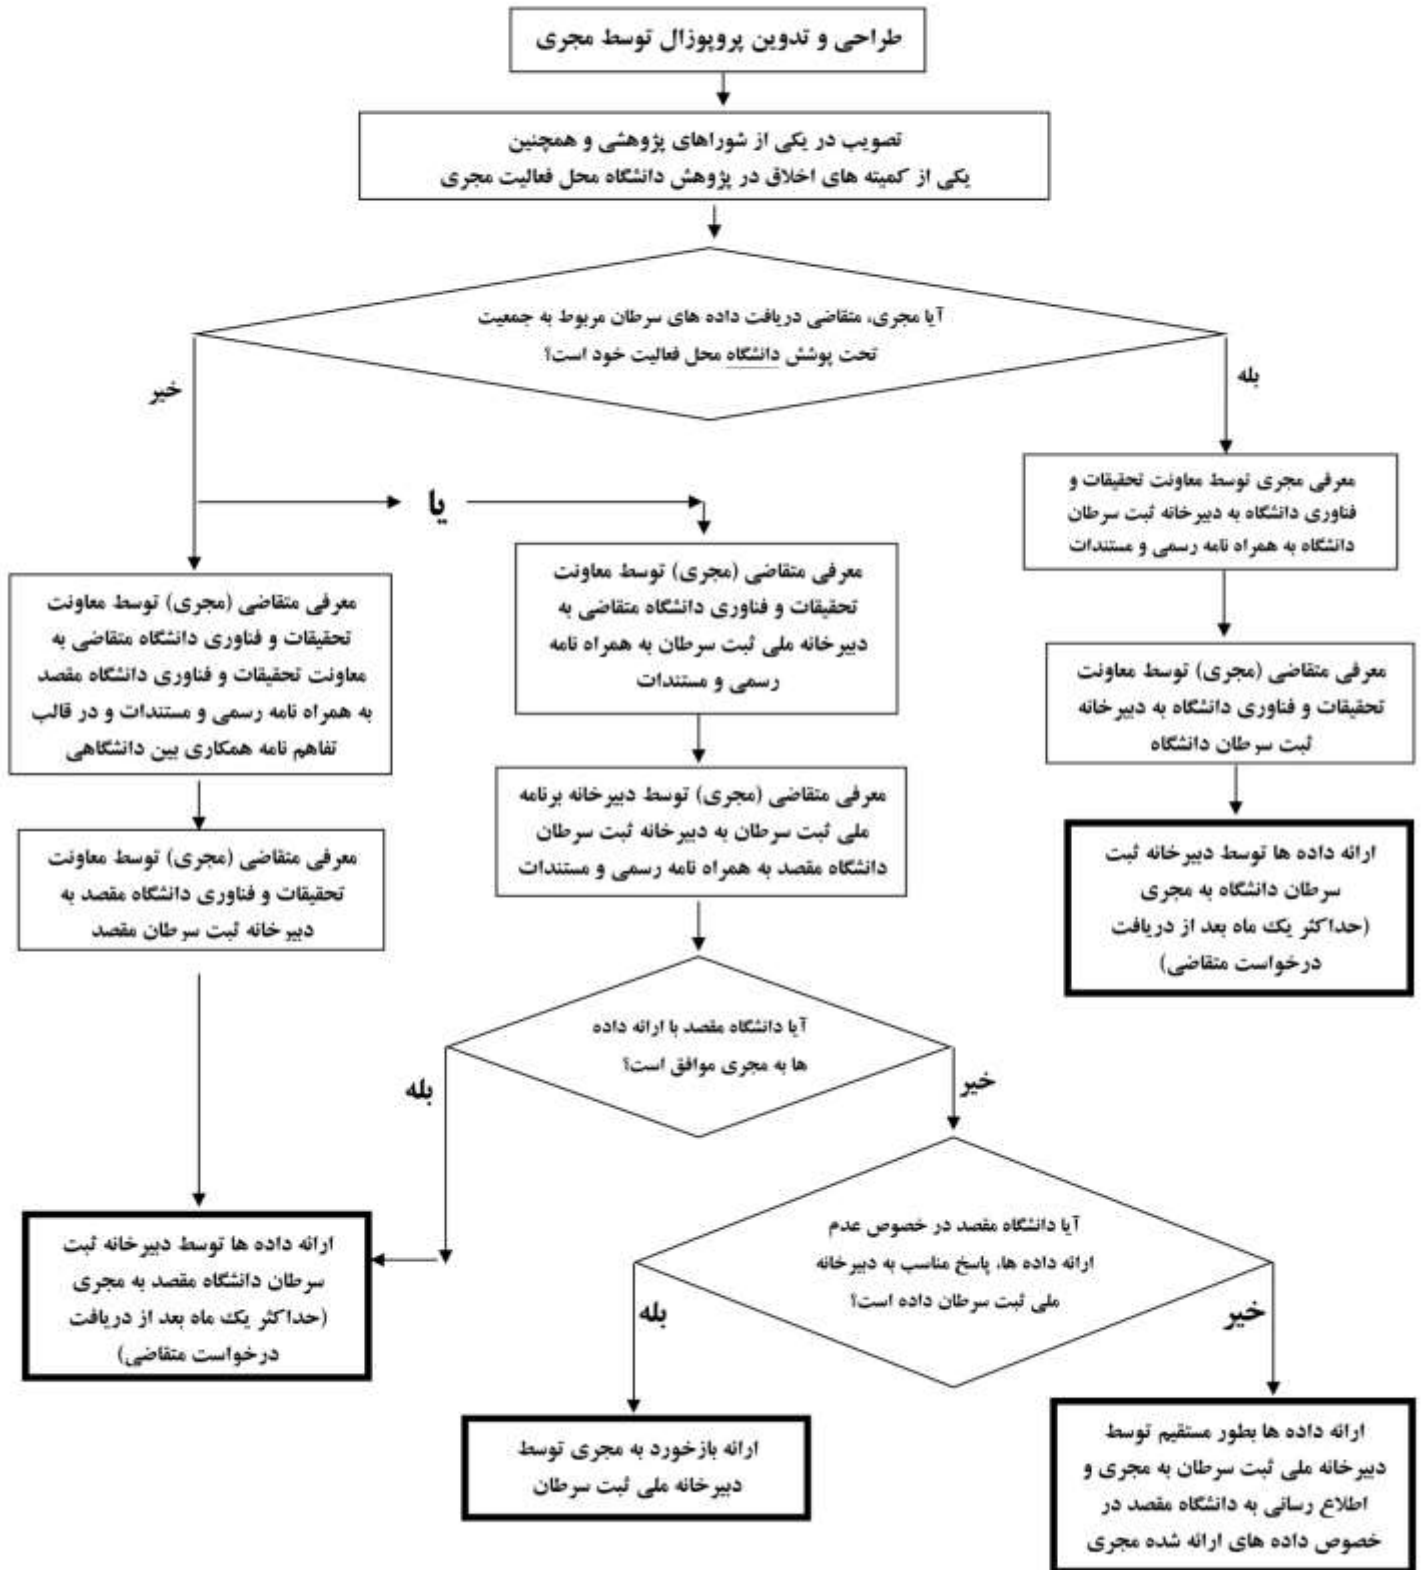 طراحی و تدوین پروپوزال توسط مجری
تصویب در یکی از شوراهای پژوهشی و همچنین
یکی از کمیته های اخلاق در پژوهش دانشگاه محل فعالیت مجری
آیا مجری، متقاضی دریافت داده های سرطان مربوط به جمعیت
تحت پوشش دانشگاه محل فعالیت خود است؟
بله
خیر
معرفی مجری توسط معاونت تحقیقات و
فناوری دانشگاه به دبیرخانه ثبت سرطان
دانشگاه به همراه نامه رسمی و مستندات
معرفی متقاضی (مجری) توسط معاونت
تحقیقات و فناوری دانشگاه به دبیرخانه
ثبت سرطان دانشگاه
ارائه داده ها توسط دبیرخانه ثبت
سرطان دانشگاه به مجری
(حداکثر یک ماه بعد از دریافت
درخواست متقاضی)
یا
معرفی متقاضی (مجری) توسط معاونت
تحقیقات و فناوری دانشگاه متقاضی به
دبیرخانه ملی ثبت سرطان به همراه نامه
رسمی و مستندات
معرفی متقاضی (مجری) توسط دبیرخانه برنامه
ملی ثبت سرطان به دبیرخانه ثبت سرطان
دانشگاه مقصد به همراه نامه رسمی و مستندات
معرفی متقاضی (مجری) توسط معاونت
تحقیقات و فناوری دانشگاه متقاضی به
معاونت تحقیقات و فناوری دانشگاه مقصد
به همراه نامه رسمی و مستندات و در قالب
تفاهم نامه همکاری بین دانشگاهی
معرفی متقاضی (مجری) توسط معاونت
تحقیقات و فناوری دانشگاه مقصد به
دبیرخانه ثبت سرطان مقصد
آیا دانشگاه مقصد با ارائه داده
ها به مجری موافق است؟
خیر
بله
آیا دانشگاه مقصد در خصوص عدم
ارائه داده ها، پاسخ مناسب به دبیرخانه
ملی ثبت سرطان داده است؟
خیر
بله
ارائه داده ها توسط دبیرخانه ثبت
سرطان دانشگاه مقصد به مجری
(حداکثر یک ماه بعد از دریافت
درخواست متقاضی)
ارائه داده ها بطور مستقیم توسط
دبیرخانه ملی ثبت سرطان به مجری و
اطلاع رسانی به دانشگاه مقصد در
خصوص داده های ارائه شده مجری
ارائه بازخورد به مجری توسط
دبیرخانه ملی ثبت سرطان